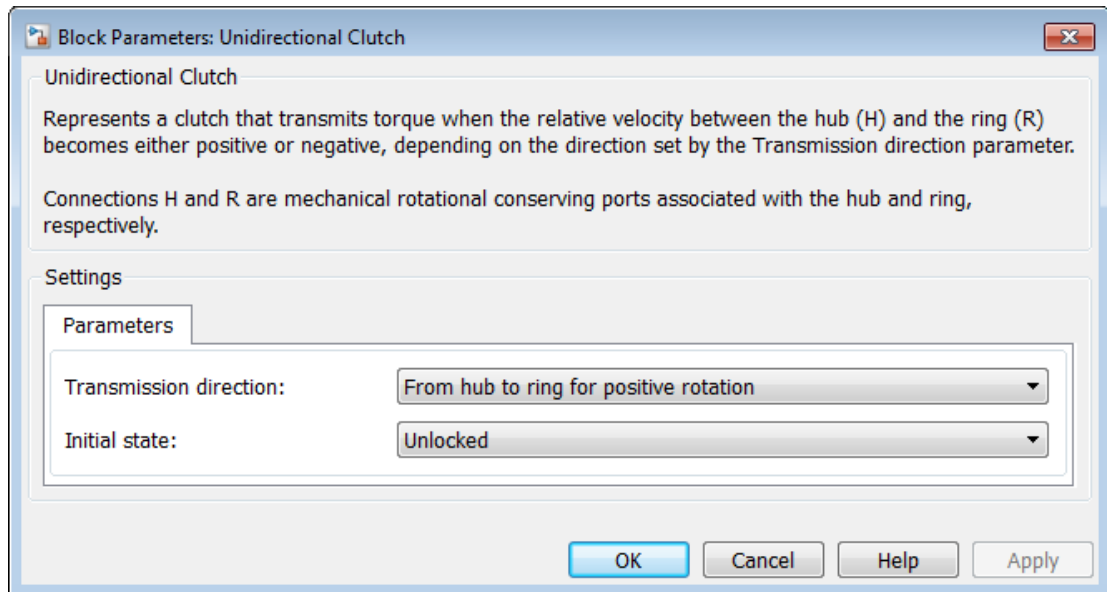 Block Parameters: Unidirectional Clutch
Unidirectional Clutch
Represents a clutch that transmits torque when the relative velocity between the hub (H) and the ring (R)
becomes either positive or negative, depending on the direction set by the Transmission direction parameter.
Connections H and R are mechanical rotational conserving ports associated with the hub and ring,
respectively.
Settings
Parameters
Transmission direction: From hub to ring for positive rotation
Initial state: Unlocked
OK Cancel Help Apply